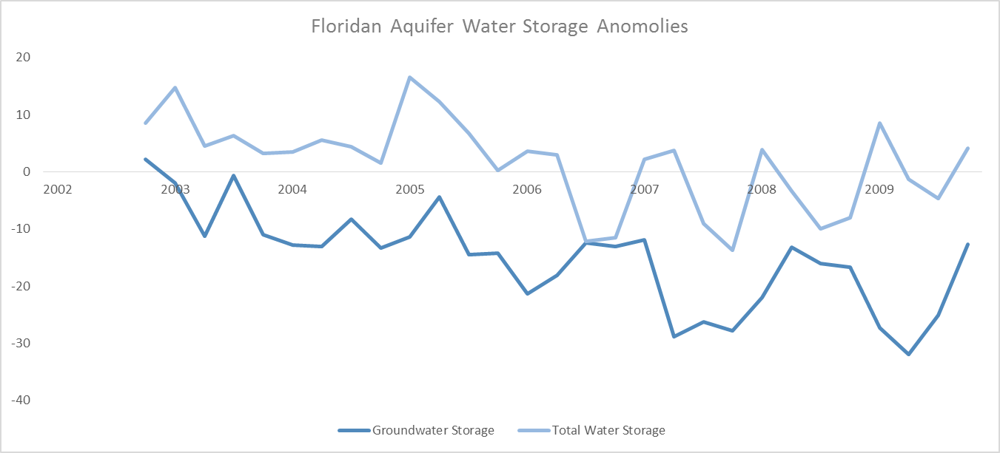 Floridan Aquifer Water Storage Anomolies
20
10
0
2002 2003 2004 2005 2006 2007 2008 2009
-10
-20
-30
-40
Groundwater Storage Total Water Storage